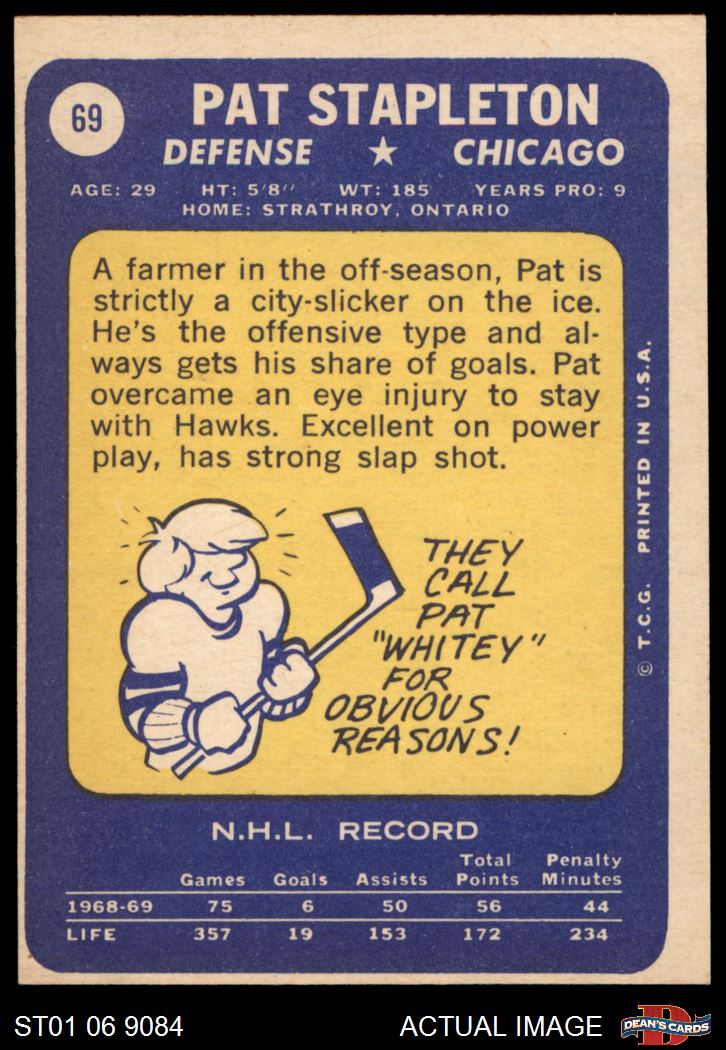 69
PAT STAPLETON
DEFENSE ★ CHICAGO
AGE: 29 HT: 5'8'' WT: 185 YEARS PRO: 9
HOME: STRATHROY, ONTARIO
A farmer in the off-season, Pat is
strictly a city-slicker on the ice.
He's the offensive type and al-
ways gets his share of goals. Pat
overcame an eye injury to stay
with Hawks. Excellent on power
play, has strong slap shot.
THEY
CALL
PAT
"WHITEY"
FOR
OBVIOUS
REASONS!
© T.C.G. PRINTED IN U.S.A.
N.H.L. RECORD
Games Goals Assists Total Points Penalty Minutes
1968-69 75 6 50 56 44
LIFE 357 19 153 172 234
ST01 06 9084 ACTUAL IMAGE
D
DEAN'S CARDS